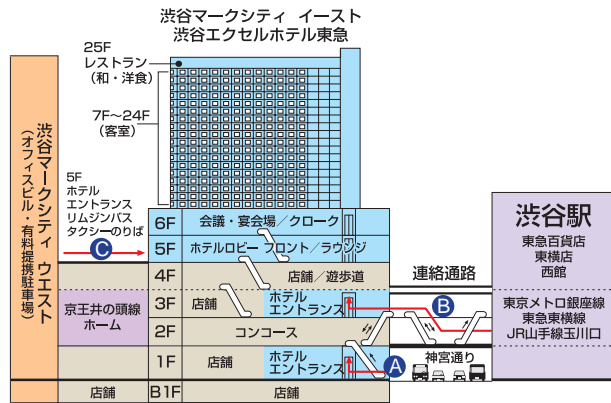 渋谷マークシティ イースト
渋谷エクセルホテル東急
25F
レストラン
(和・洋食)
7F〜24F
(客室)
渋谷マークシティ ウエスト
(オフィスビル・有料提携駐車場)
5F
ホテル
エントランス
リムジンバス
タクシーのりば
C
6F 会議・宴会場/クローク
5F ホテルロビー フロント/ラウンジ
4F 店舗/遊歩道
3F 店舗 ホテル
エントランス
京王井の頭線
ホーム
2F コンコース
1F 店舗 ホテル
エントランス
A
店舗 B1F 店舗
連絡通路
B
神宮通り
渋谷駅
東急百貨店
東横店
西館
東京メトロ銀座線
東急東横線
JR山手線玉川口